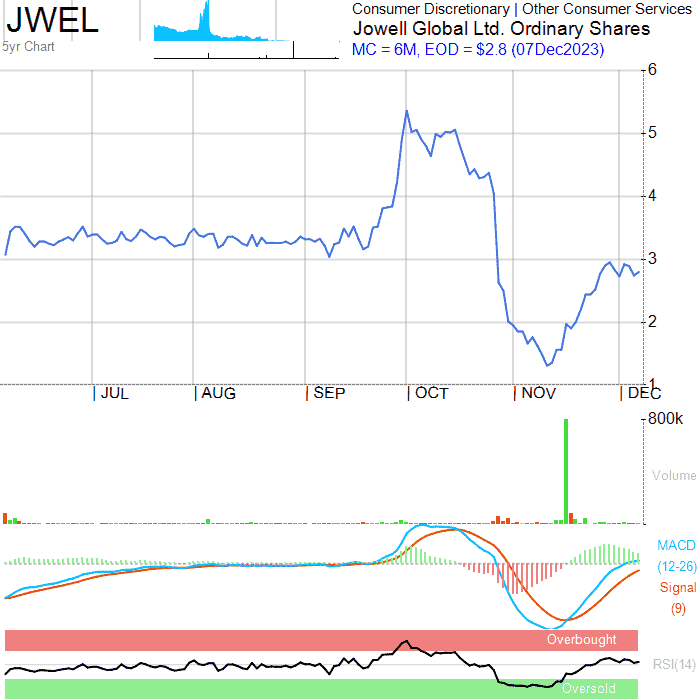 JWEL
5yr Chart
Consumer Discretionary | Other Consumer Services
Jowell Global Ltd. Ordinary Shares
MC = 6M, EOD = $2.8 (07Dec2023)
6
5
4
3
2
1
JUL AUG SEP OCT NOV DEC
800k
Volume
MACD
(12-26)
Signal
(9)
Overbought
RSI(14)
Oversold